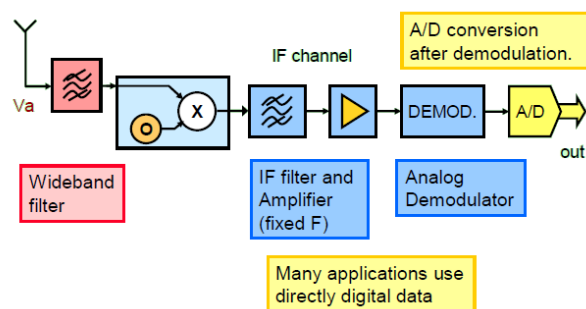 A/D conversion
after demodulation.
IF channel
Va
X
O
DEMOD.
A/D
out
Wideband
filter
IF filter and
Amplifier
(fixed F)
Analog
Demodulator
Many applications use
directly digital data